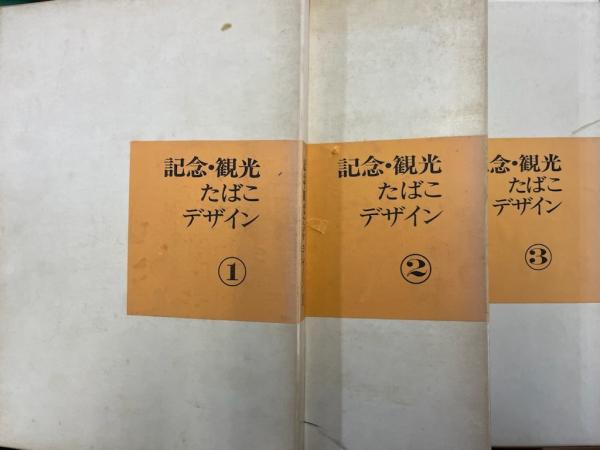 記念・観光
たばこ
デザイン
①
記念・観光
たばこ
デザイン
②
念・観光
たばこ
デザイン
③